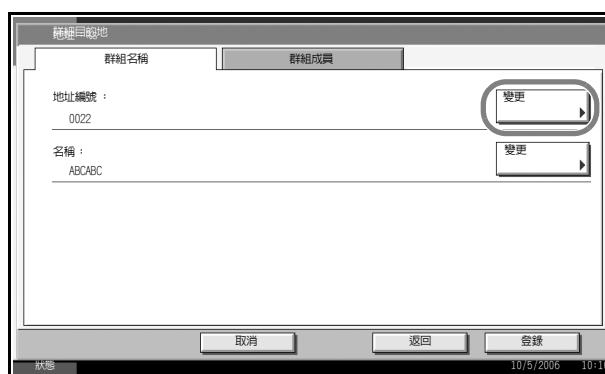 群組名稱 群組成員
地址編號 :
0022
變更
名稱 :
ABCABC
變更
取消 返回 登錄
狀態 10/5/2006